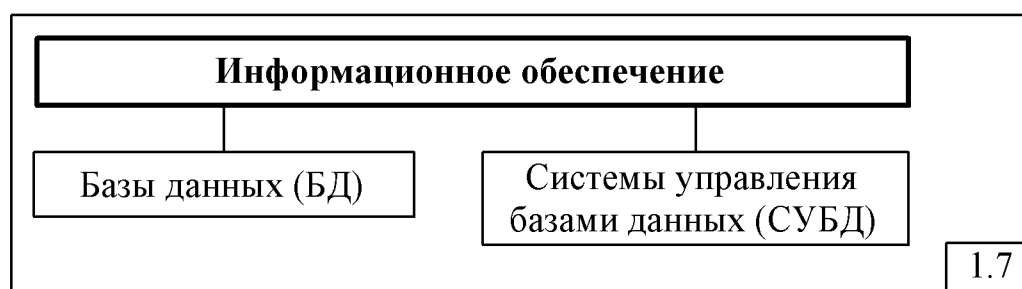 Информационное обеспечение
Базы данных (БД)
Системы управления
базами данных (СУБД)
1.7